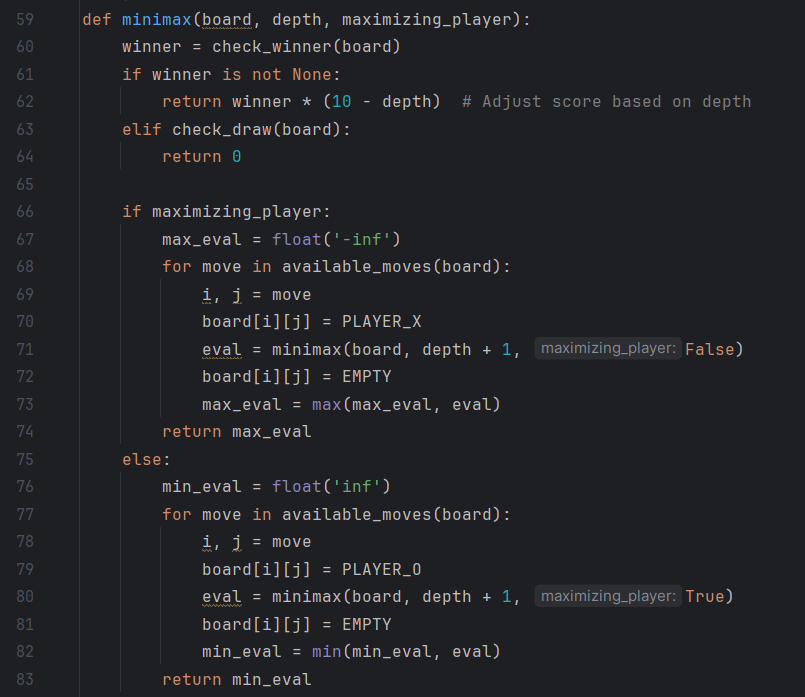 59 def minimax(board, depth, maximizing_player):
60     winner = check_winner(board)
61     if winner is not None:
62         return winner * (10 - depth)  # Adjust score based on depth
63     elif check_draw(board):
64         return 0
65
66     if maximizing_player:
67         max_eval = float('-inf')
68         for move in available_moves(board):
69             i, j = move
70             board[i][j] = PLAYER_X
71             eval = minimax(board, depth + 1, maximizing_player: False)
72             board[i][j] = EMPTY
73             max_eval = max(max_eval, eval)
74         return max_eval
75     else:
76         min_eval = float('inf')
77         for move in available_moves(board):
78             i, j = move
79             board[i][j] = PLAYER_O
80             eval = minimax(board, depth + 1, maximizing_player: True)
81             board[i][j] = EMPTY
82             min_eval = min(min_eval, eval)
83         return min_eval